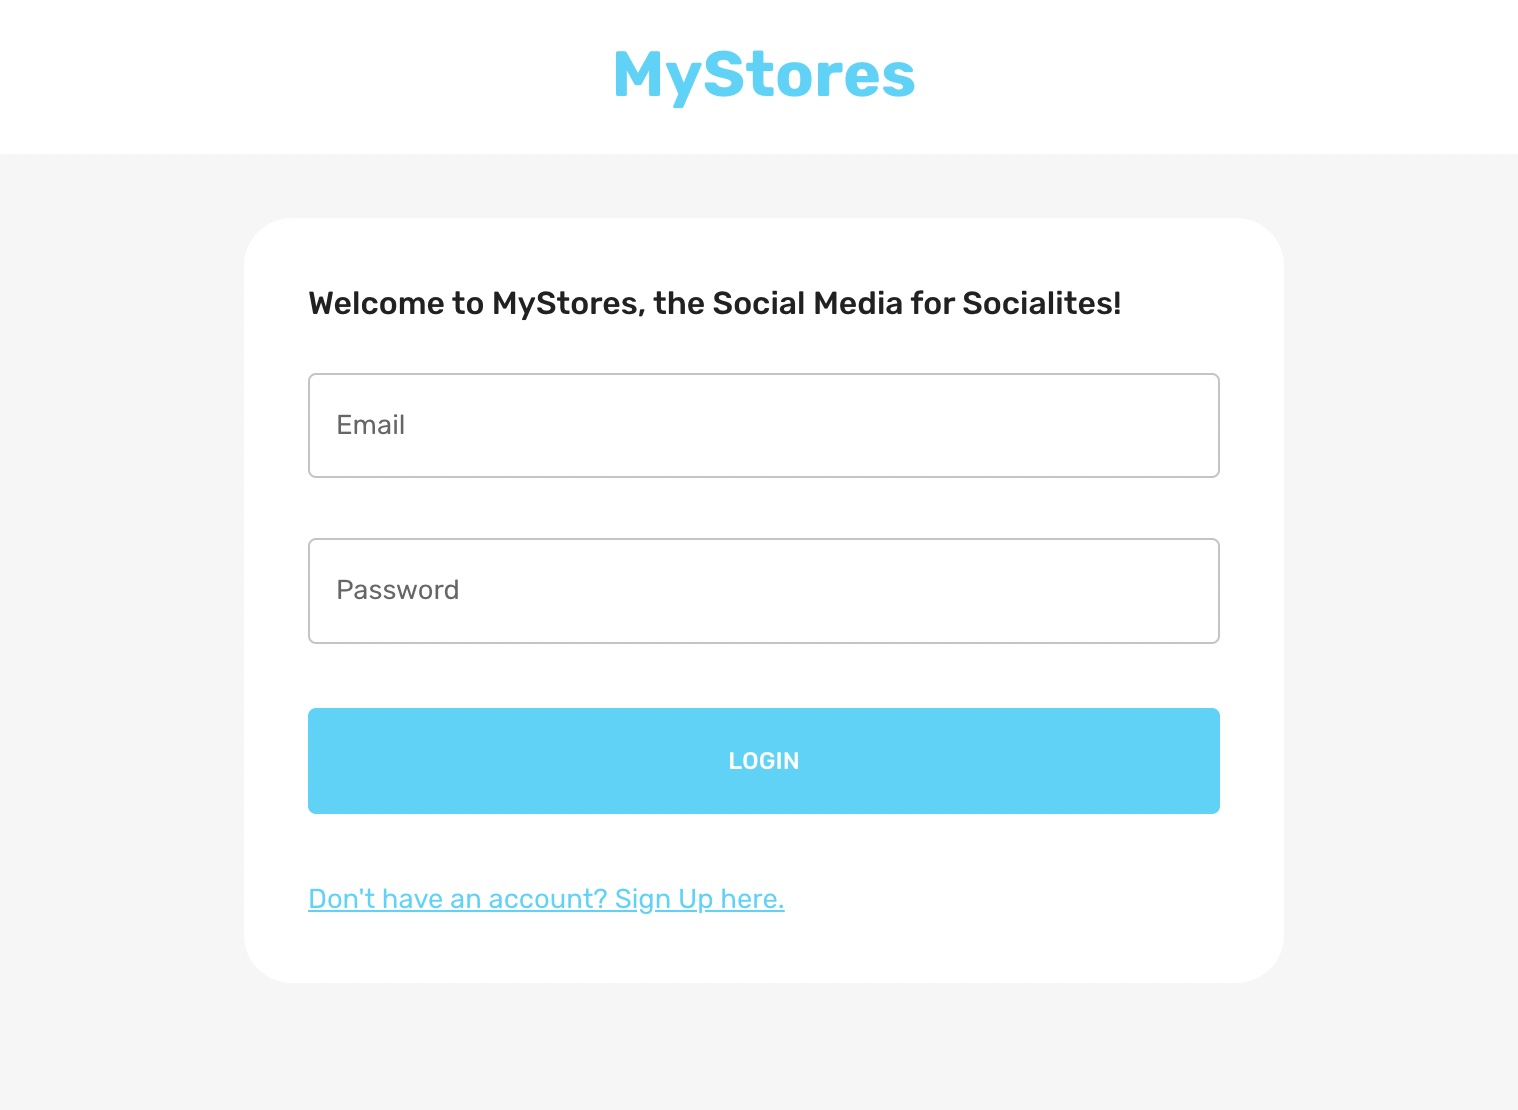 MyStores
Welcome to MyStores, the Social Media for Socialites!
Email
Password
LOGIN
Don't have an account? Sign Up here.